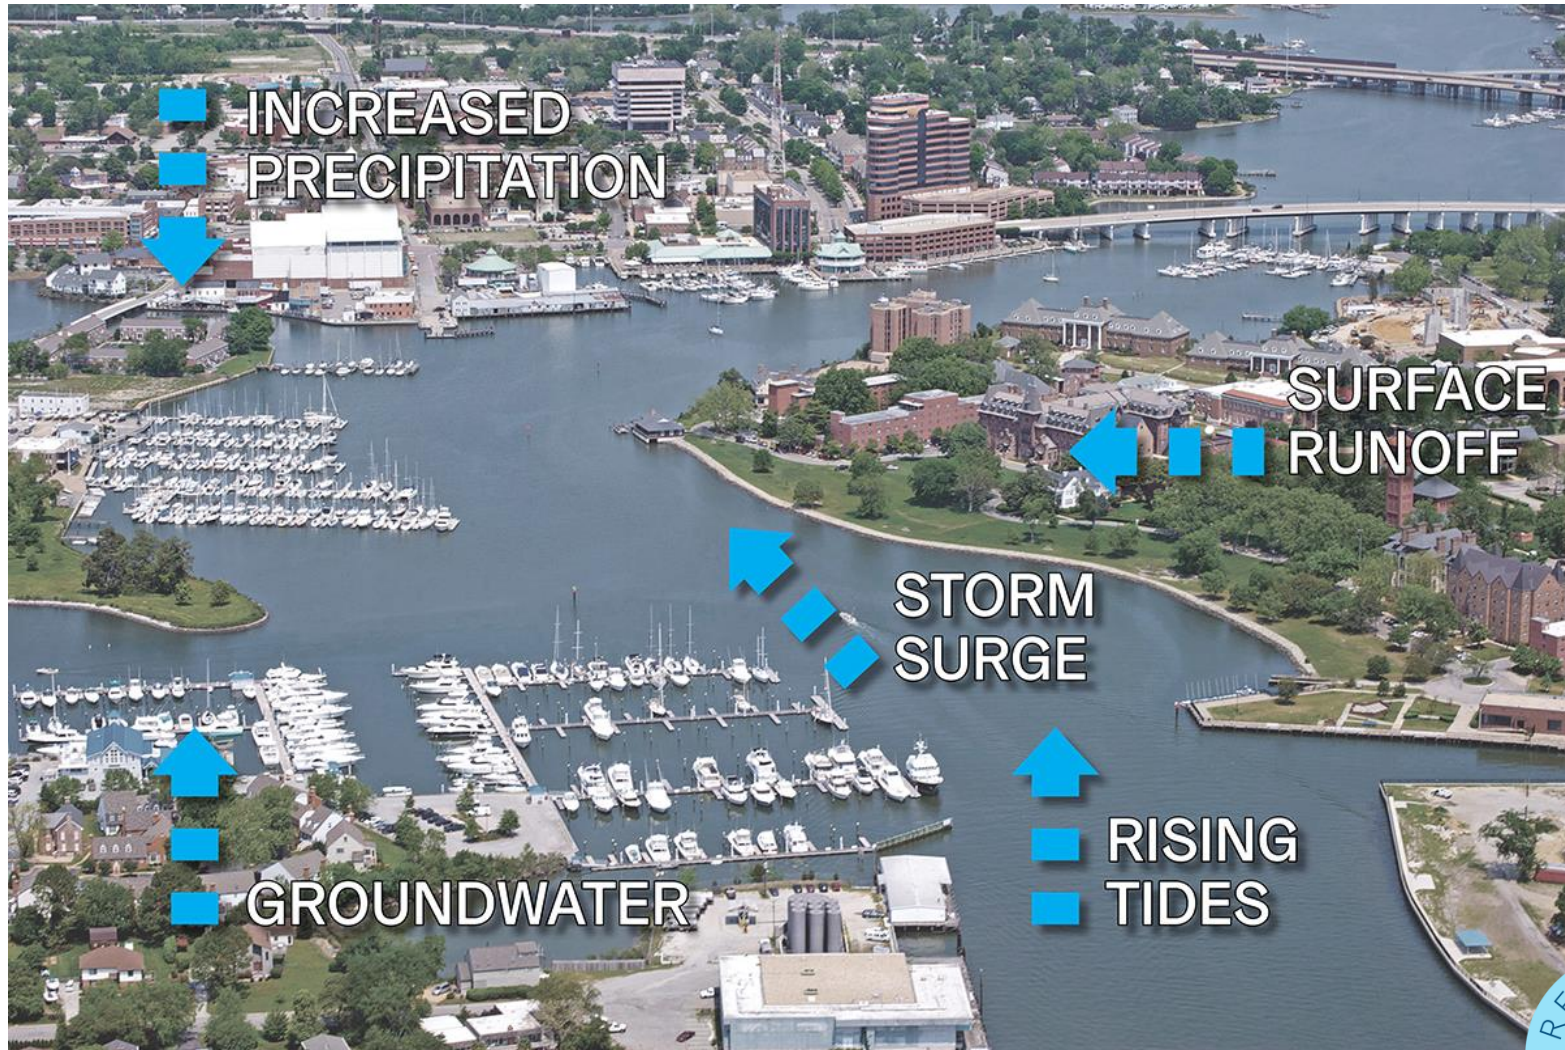 INCREASED
PRECIPITATION
SURFACE
RUNOFF
STORM
SURGE
RISING
TIDES
GROUNDWATER